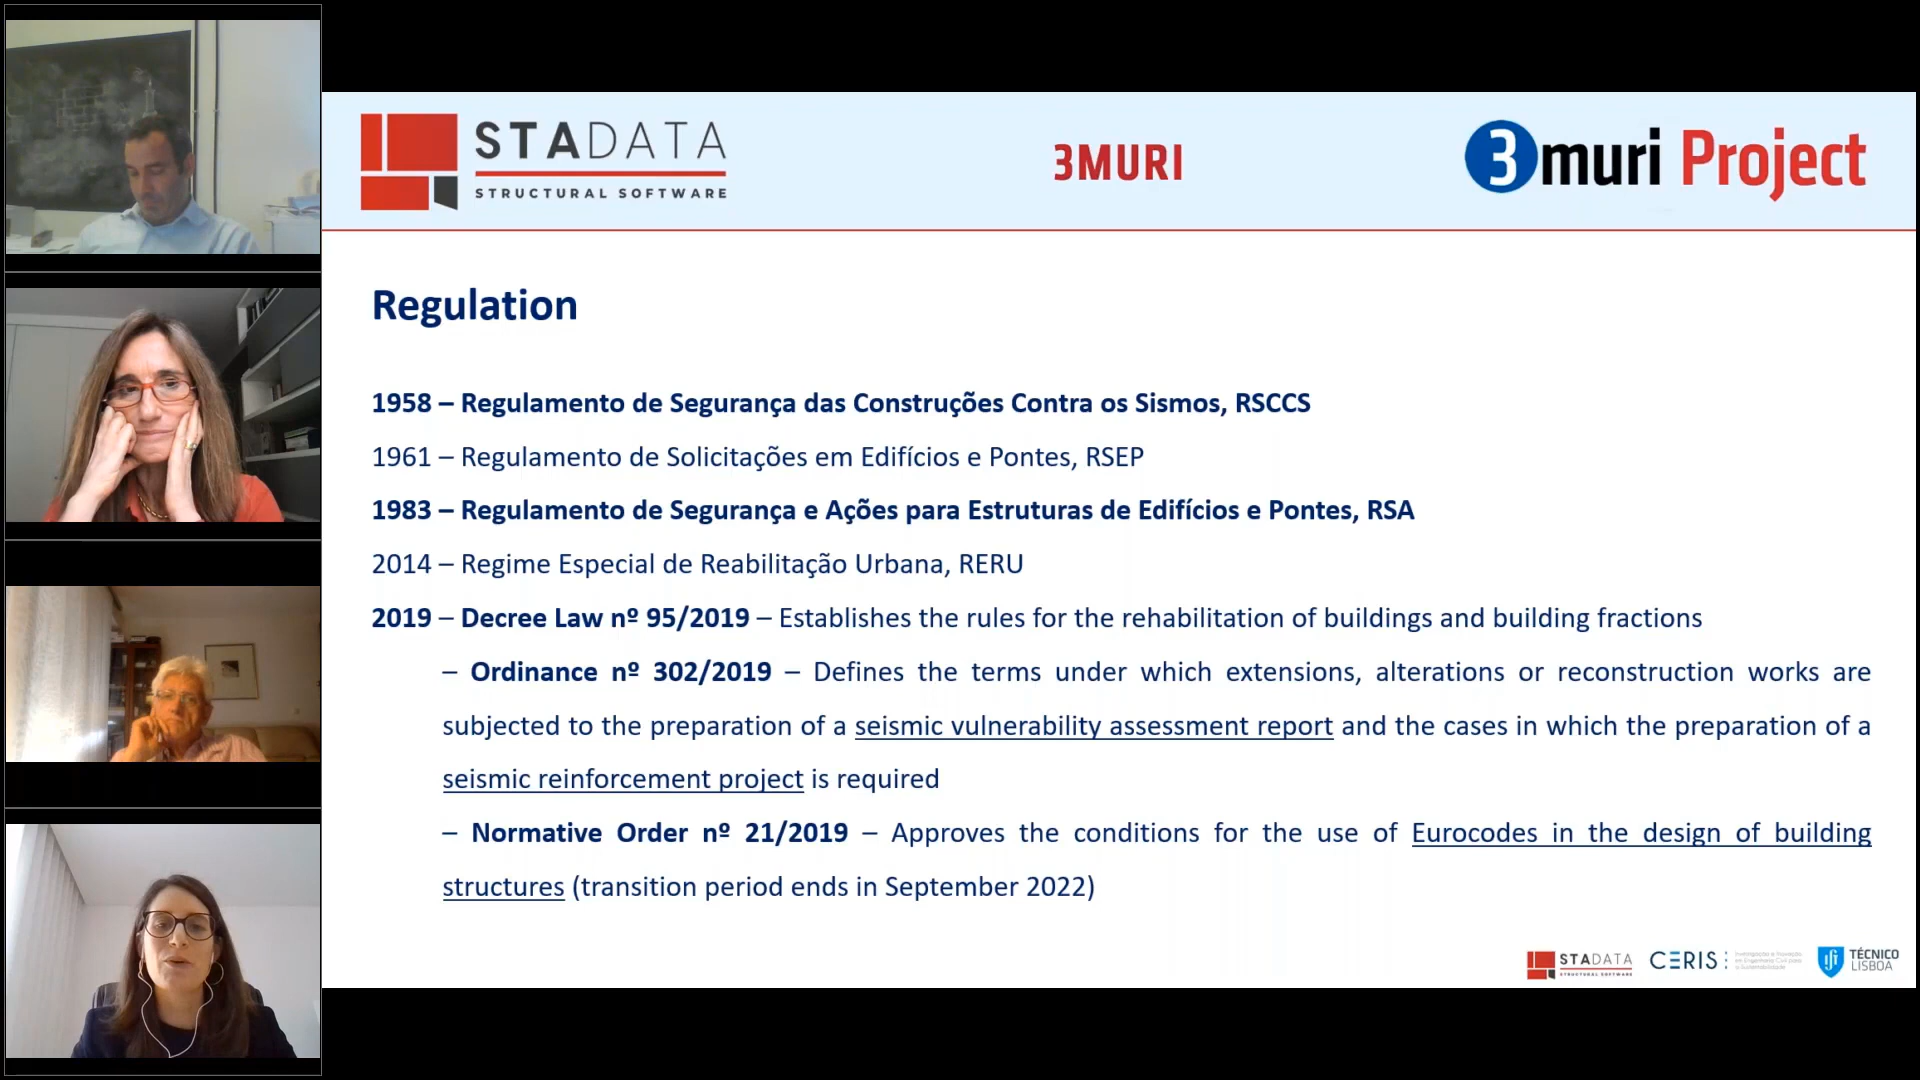 STADATA
STRUCTURAL SOFTWARE
3MURI
3muri Project
Regulation
1958 – Regulamento de Segurança das Construções Contra os Sismos, RSCCS
1961 – Regulamento de Solicitações em Edifícios e Pontes, RSEP
1983 – Regulamento de Segurança e Ações para Estruturas de Edifícios e Pontes, RSA
2014 – Regime Especial de Reabilitação Urbana, RERU
2019 – Decree Law nº 95/2019 – Establishes the rules for the rehabilitation of buildings and building fractions
– Ordinance nº 302/2019 – Defines the terms under which extensions, alterations or reconstruction works are
subjected to the preparation of a seismic vulnerability assessment report and the cases in which the preparation of a
seismic reinforcement project is required
– Normative Order nº 21/2019 – Approves the conditions for the use of Eurocodes in the design of building
structures (transition period ends in September 2022)
STADATA
STRUCTURAL SOFTWARE
CERIS
TÉCNICO
LISBOA